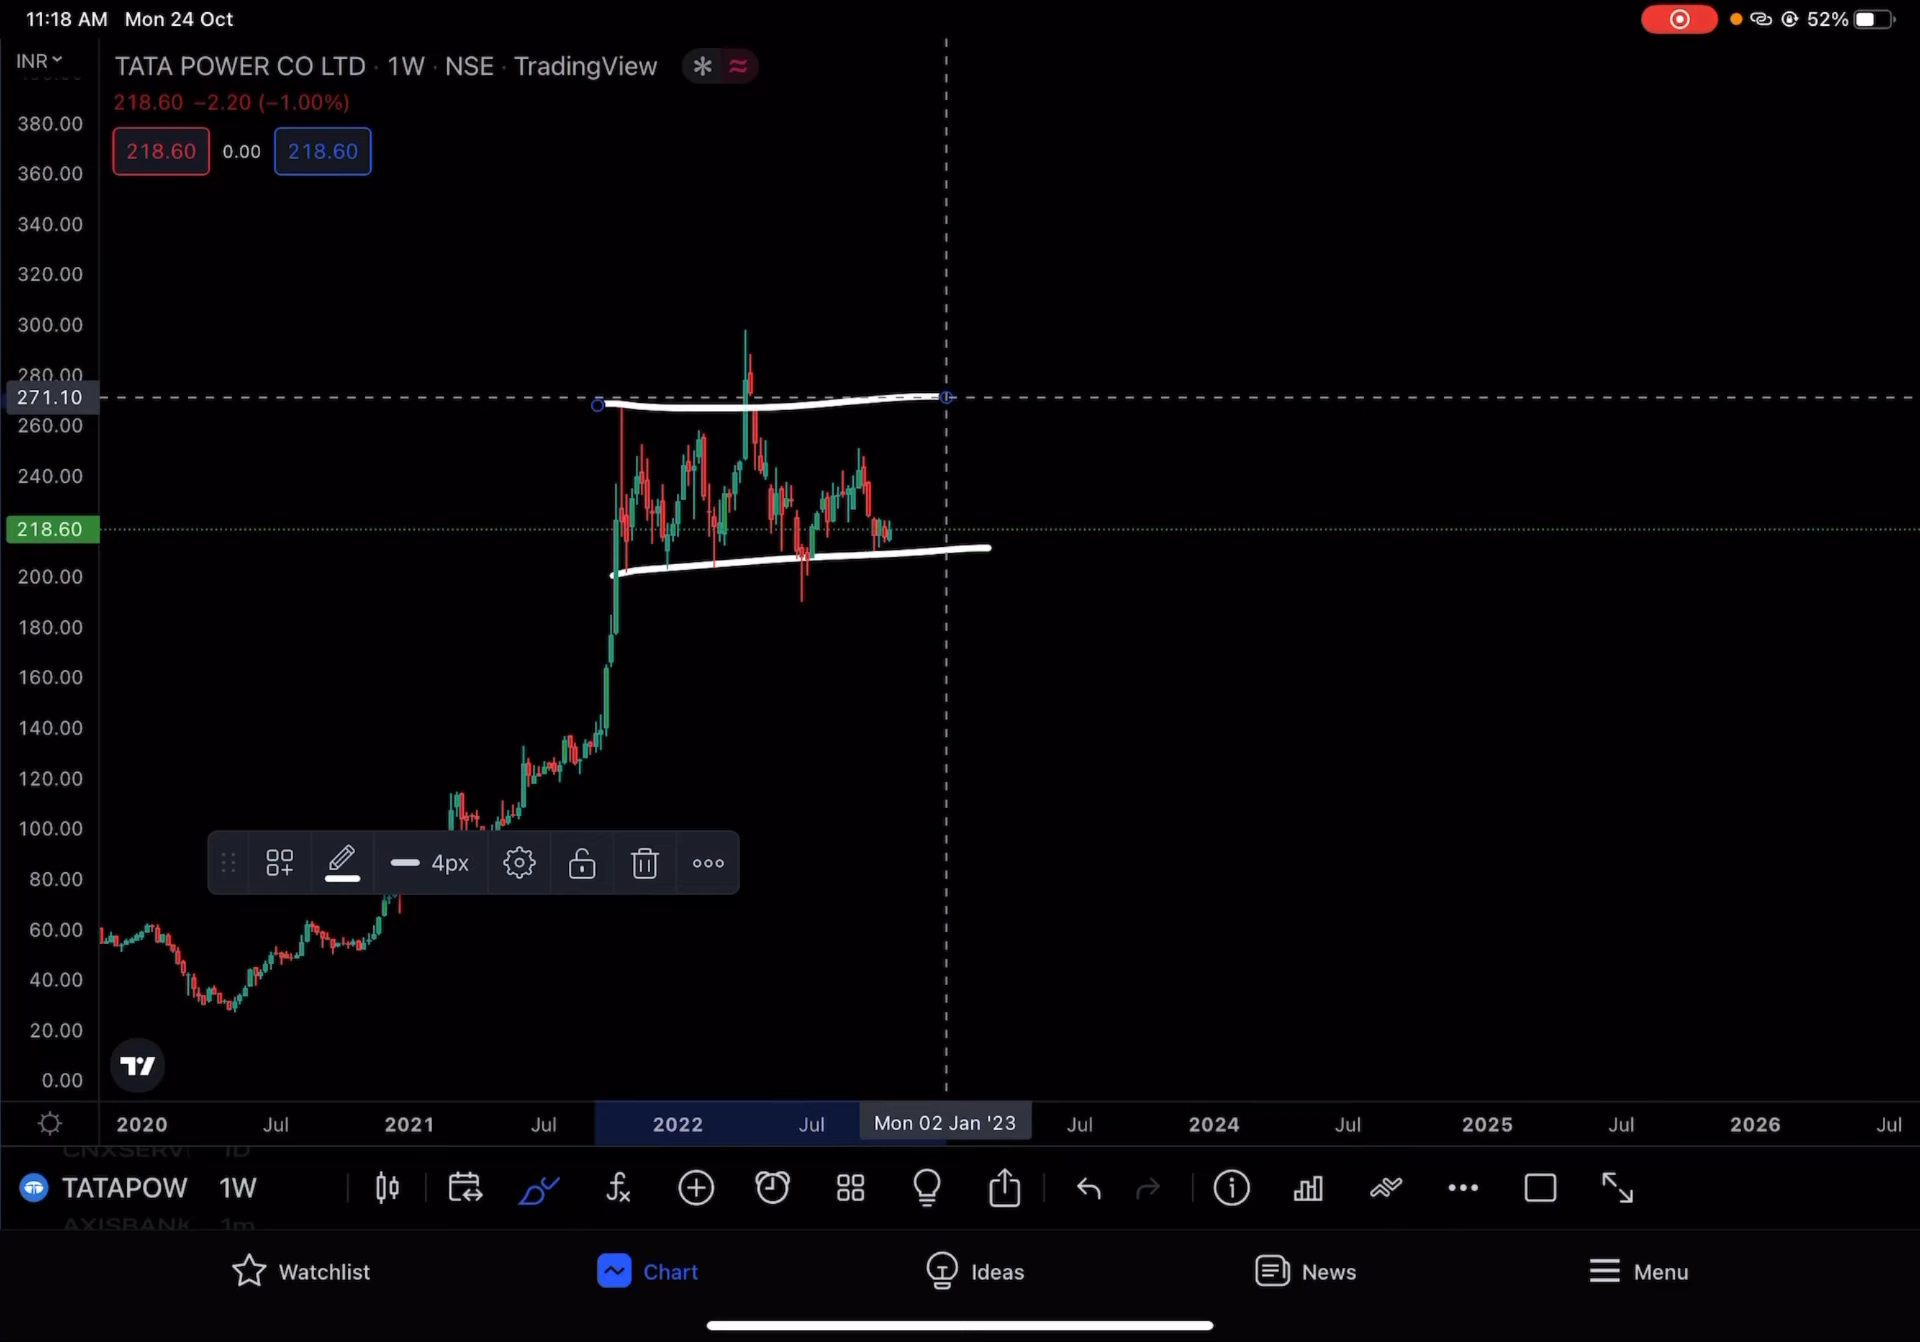 11:18 AM Mon 24 Oct
52%
INR
TATA POWER CO LTD · 1W · NSE · TradingView
218.60 −2.20 (−1.00%)
218.60 0.00 218.60
380.00
360.00
340.00
320.00
300.00
280.00
271.10
260.00
240.00
218.60
200.00
180.00
160.00
140.00
120.00
100.00
4px
80.00
60.00
40.00
20.00
0.00
2020 Jul 2021 Jul 2022 Jul Mon 02 Jan '23 Jul 2024 Jul 2025 Jul 2026 Jul
1D
TATAPOW 1W
AXISBANK 1m
Watchlist Chart Ideas News Menu